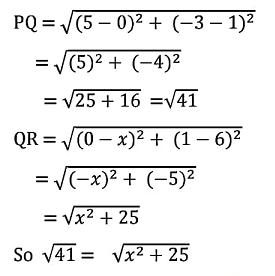 PQ = √(5 − 0)² + (−3 − 1)²
= √(5)² + (−4)²
= √25 + 16 = √41
QR = √(0 − x)² + (1 − 6)²
= √(−x)² + (−5)²
= √x² + 25
So √41 = √x² + 25